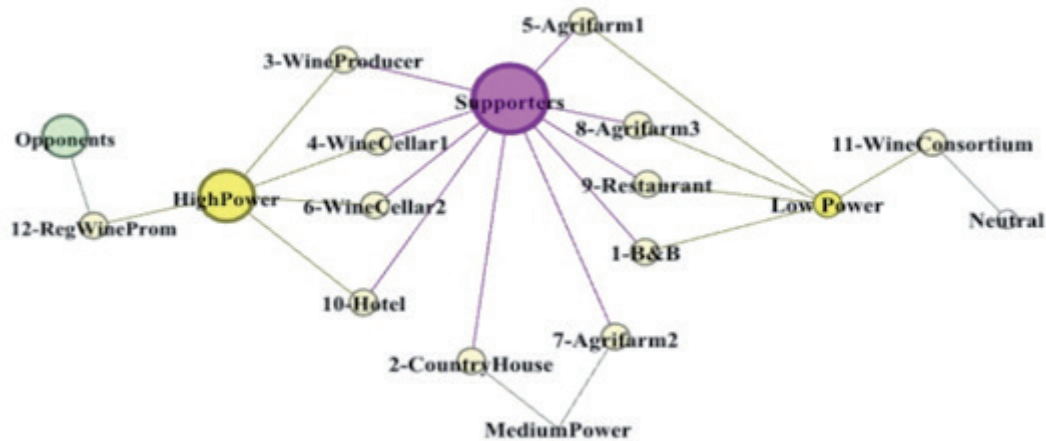 5-Agrifarm1
3-WineProducer
Supporters
8-Agrifarm3
Opponents
4-WineCellar1
11-WineConsortium
9-Restaurant
HighPower
6-WineCellar2
Low Power
12-RegWineProm
Neutral
1-B&B
10-Hotel
7-Agrifarm2
2-CountryHouse
MediumPower